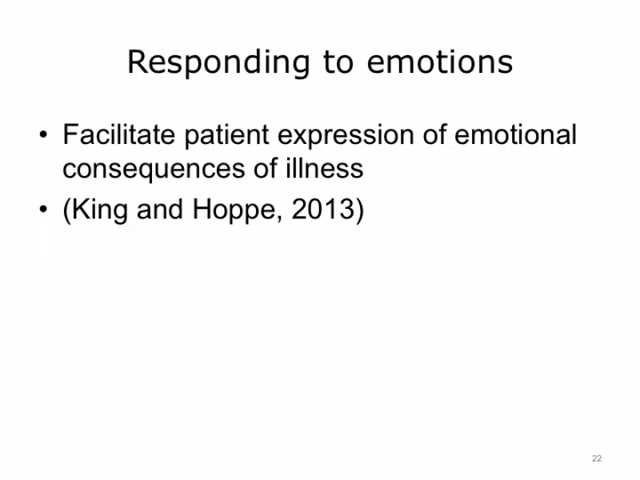 Responding to emotions
• Facilitate patient expression of emotional
consequences of illness
• (King and Hoppe, 2013)
22